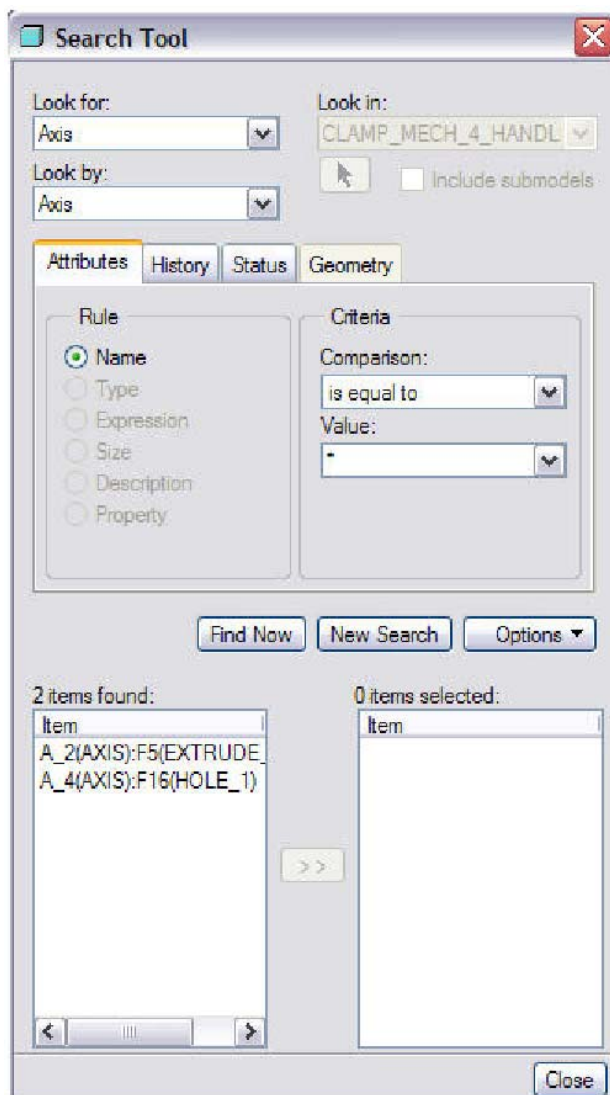 Search Tool
Look for:
Look in:
Axis
CLAMP_MECH_4_HANDL
Look by:
Include submodels
Axis
Attributes History Status Geometry
Rule
Criteria
Name
Comparison:
Type
is equal to
Expression
Value:
Size
*
Description
Property
Find Now New Search Options
2 items found:
0 items selected:
Item
Item
A_2(AXIS):F5(EXTRUDE_
A_4(AXIS):F16(HOLE_1)
>>
Close